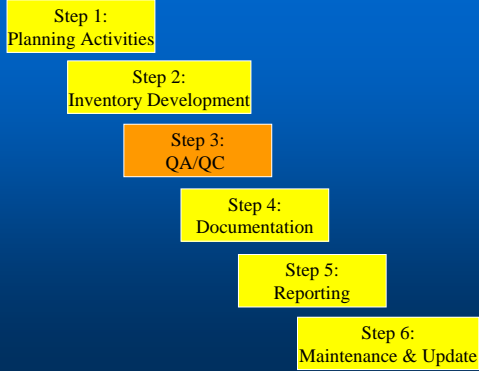 Step 1:
Planning Activities
Step 2:
Inventory Development
Step 3:
QA/QC
Step 4:
Documentation
Step 5:
Reporting
Step 6:
Maintenance & Update